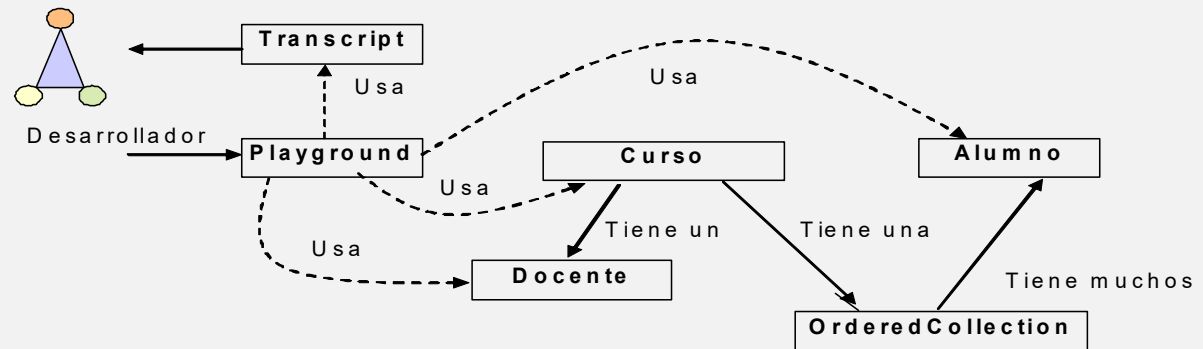 Transcript
Usa
Usa
Desarrollador
Playground
Curso
Alumno
Usa
Tiene un
Tiene una
Usa
Docente
Tiene muchos
OrderedCollection